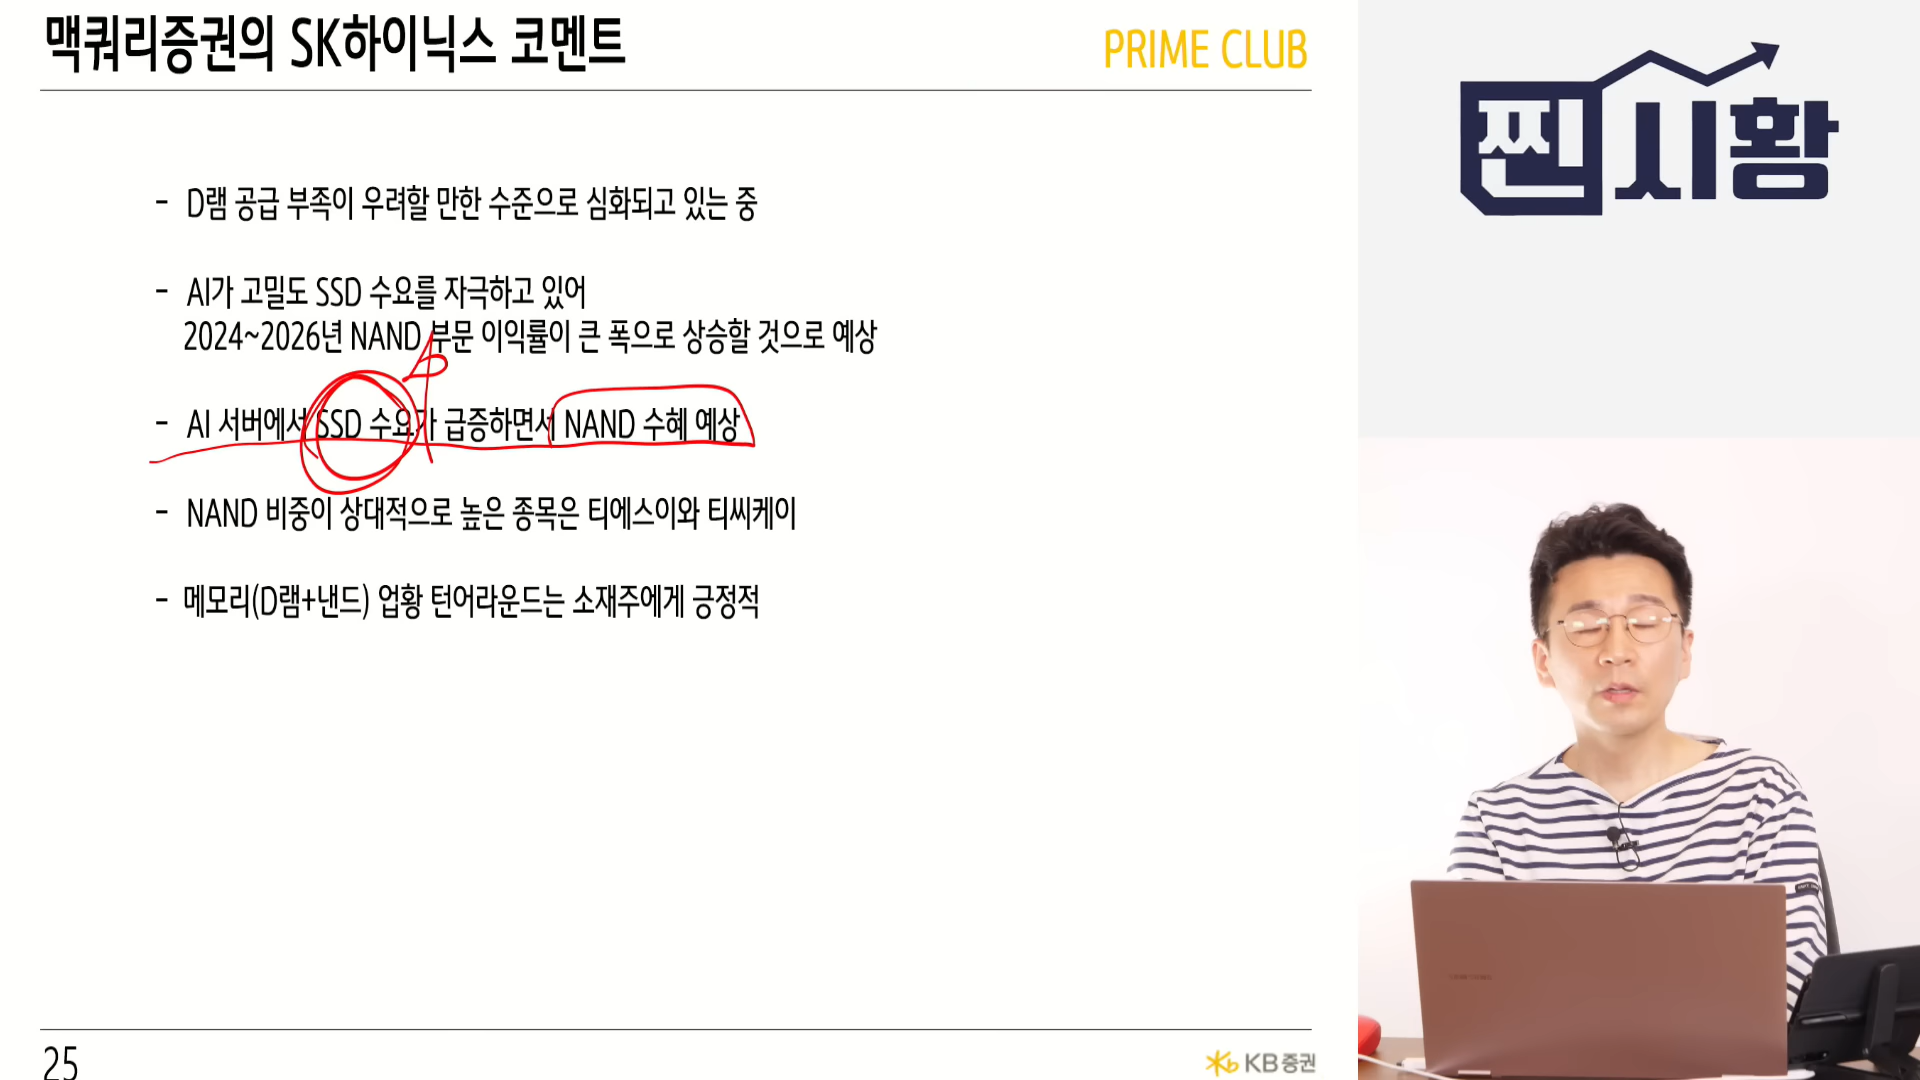 맥쿼리증권의 SK하이닉스 코멘트
PRIME CLUB
찐시황
- D램 공급 부족이 우려할 만한 수준으로 심화되고 있는 중
- AI가 고밀도 SSD 수요를 자극하고 있어
2024~2026년 NAND 부문 이익률이 큰 폭으로 상승할 것으로 예상
- AI 서버에서 SSD 수요가 급증하면서 NAND 수혜 예상
- NAND 비중이 상대적으로 높은 종목은 티에스이와 티씨케이
- 메모리(D램+낸드) 업황 턴어라운드는 소재주에게 긍정적
25
KB증권